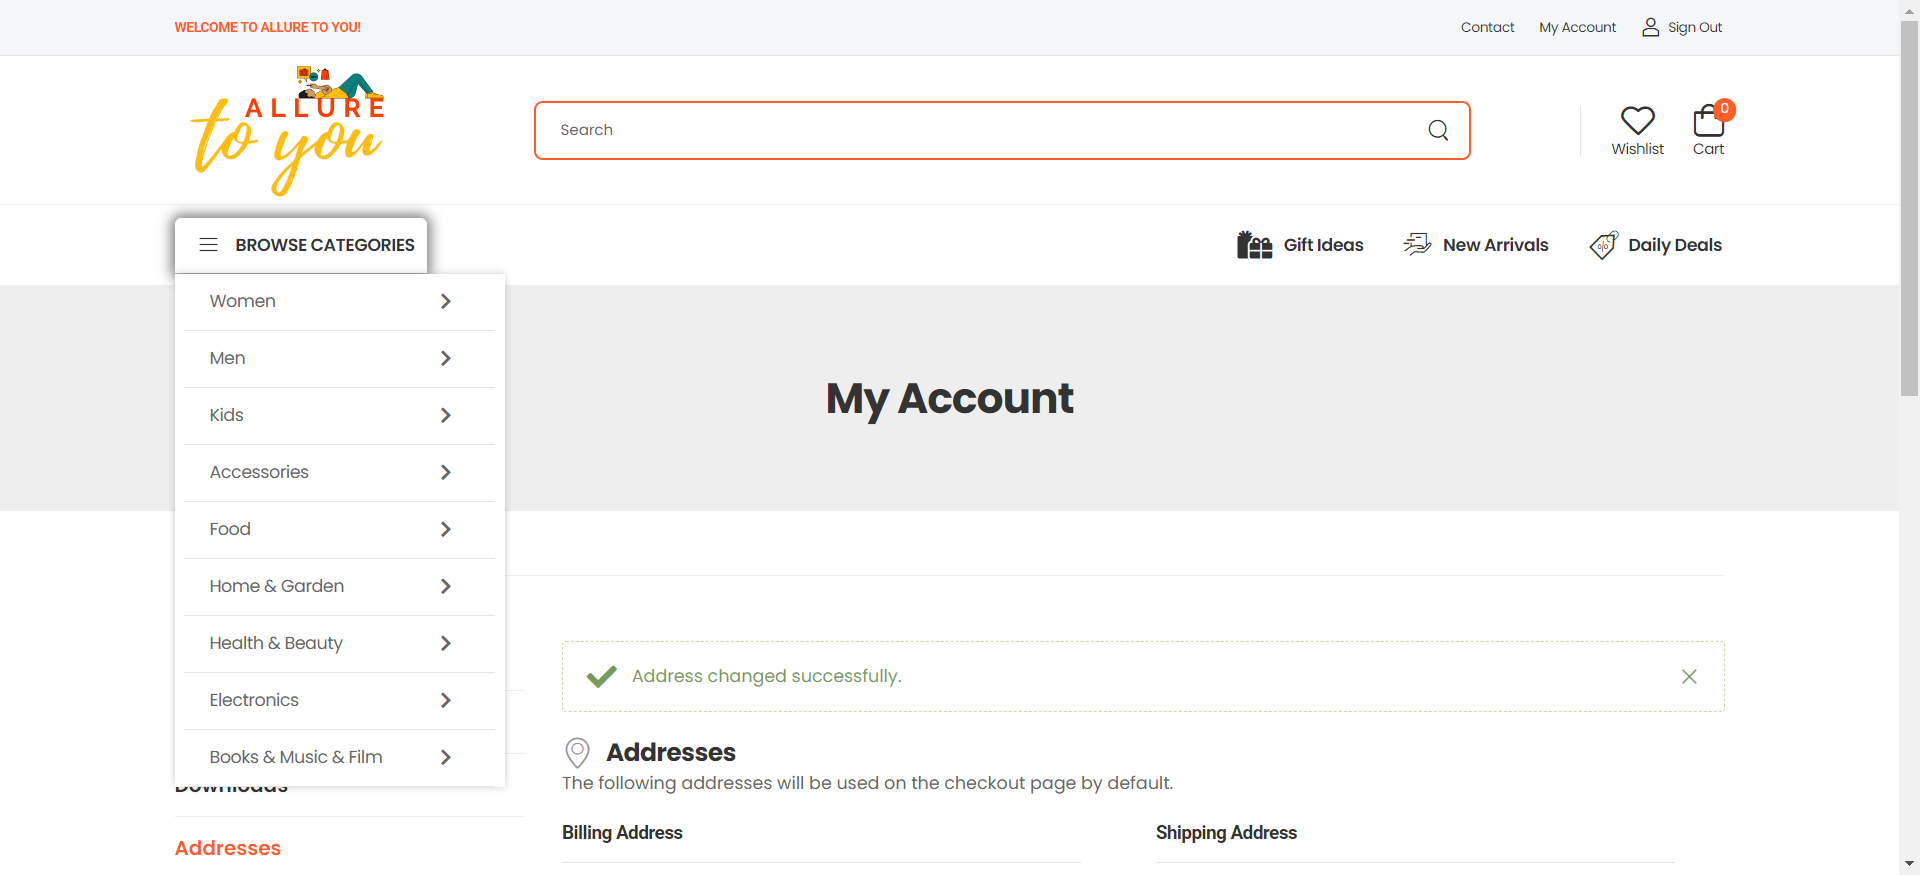 WELCOME TO ALLURE TO YOU!
Contact
My Account
Sign Out
ALLURE
to you
Search
Wishlist
0
Cart
BROWSE CATEGORIES
Gift Ideas
New Arrivals
Daily Deals
Women
Men
Kids
Accessories
Food
Home & Garden
Health & Beauty
Electronics
Books & Music & Film
My Account
Downloads
Addresses
Address changed successfully.
Addresses
The following addresses will be used on the checkout page by default.
Billing Address
Shipping Address